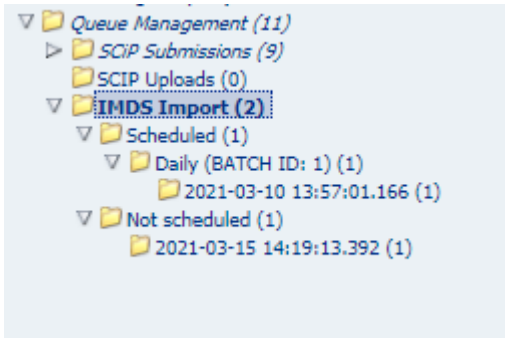 Queue Management (11)
SCiP Submissions (9)
SCIP Uploads (0)
IMDS Import (2)
Scheduled (1)
Daily (BATCH ID: 1) (1)
2021-03-10 13:57:01.166 (1)
Not scheduled (1)
2021-03-15 14:19:13.392 (1)